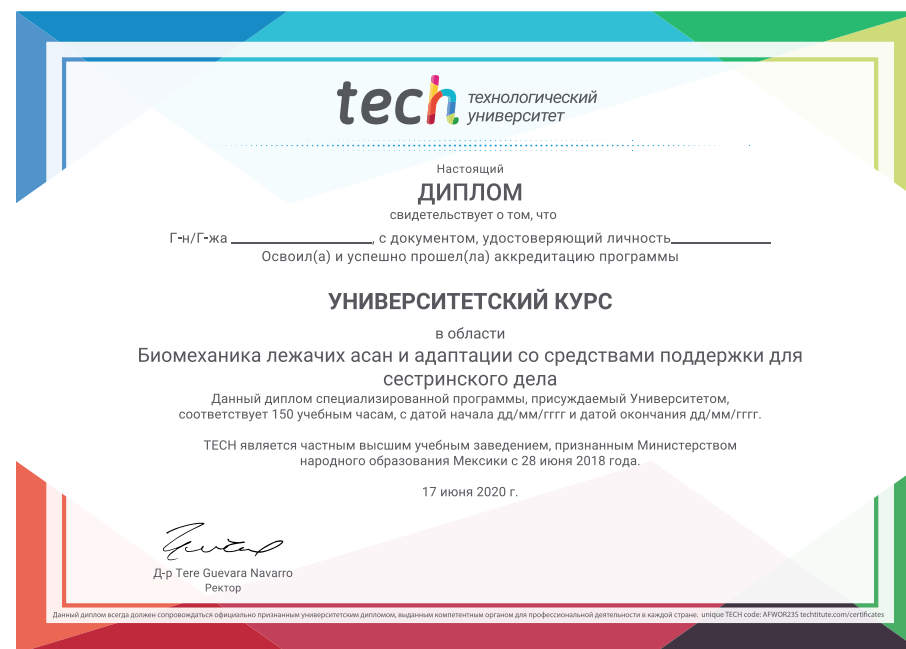 tech технологический
университет
Настоящий
ДИПЛОМ
свидетельствует о том, что
Г-н/Г-жа ____________________, с документом, удостоверяющий личность______________
Освоил(а) и успешно прошел(ла) аккредитацию программы
УНИВЕРСИТЕТСКИЙ КУРС
в области
Биомеханика лежачих асан и адаптации со средствами поддержки для
сестринского дела
Данный диплом специализированной программы, присуждаемый Университетом,
соответствует 150 учебным часам, с датой начала дд/мм/гггг и датой окончания дд/мм/гггг.
TECH является частным высшим учебным заведением, признанным Министерством
народного образования Мексики с 28 июня 2018 года.
17 июня 2020 г.
Д-р Tere Guevara Navarro
Ректор
Данный диплом всегда должен сопровождаться официально признанным университетским дипломом, выданным компетентным органом для профессиональной деятельности в каждой стране. unique TECH code: AFWOR23S techtitute.com/certificates